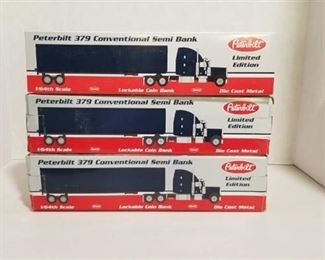 Peterbilt 379 Conventional Semi Bank
Peterbilt
Limited
Edition
1/64th Scale
Lockable Coin Bank
Die Cast Metal
Peterbilt 379 Conventional Semi Bank
Peterbilt
Limited
Edition
1/64th Scale
Lockable Coin Bank
Die Cast Metal
Peterbilt 379 Conventional Semi Bank
Peterbilt
Limited
Edition
1/64th Scale
Lockable Coin Bank
Die Cast Metal